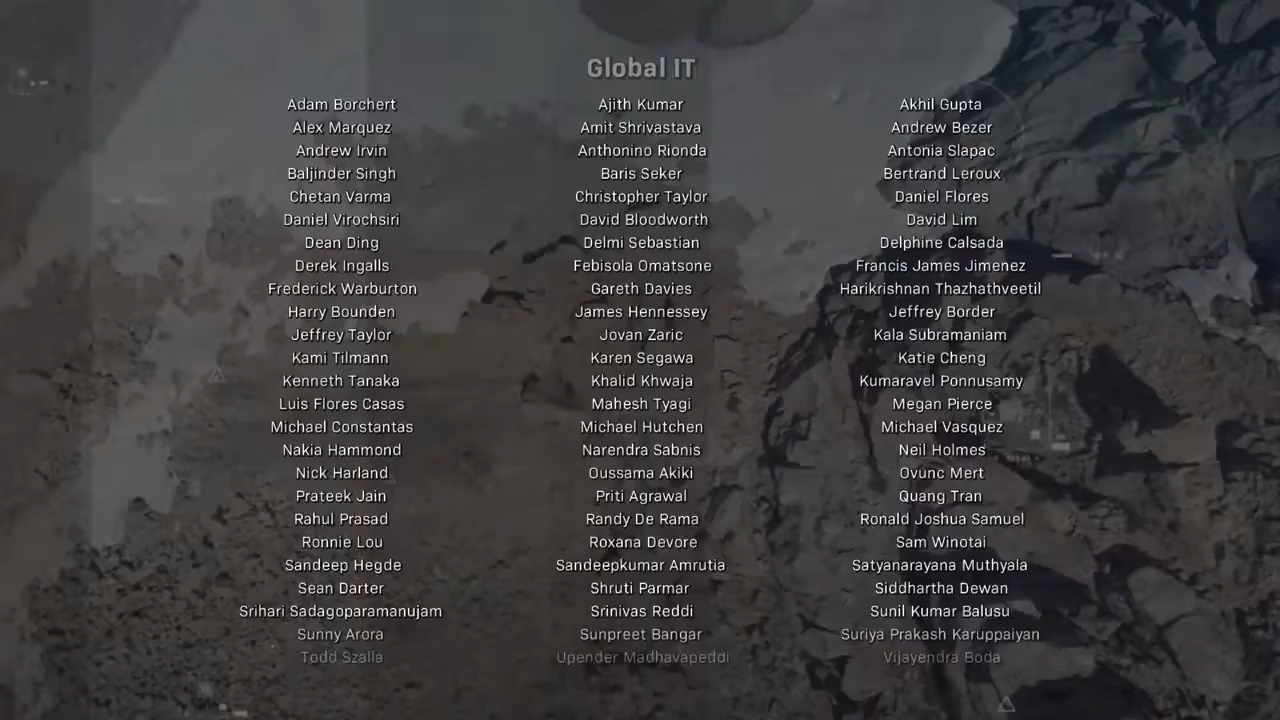 Global IT
Adam Borchert Ajith Kumar Akhil Gupta
Alex Marquez Amit Shrivastava Andrew Bezer
Andrew Irvin Anthonino Rionda Antonia Slapac
Baljinder Singh Baris Seker Bertrand Leroux
Chetan Varma Christopher Taylor Daniel Flores
Daniel Virochsiri David Bloodworth David Lim
Dean Ding Delmi Sebastian Delphine Calsada
Derek Ingalls Febisola Omatsone Francis James Jimenez
Frederick Warburton Gareth Davies Harikrishnan Thazhathveetil
Harry Bounden James Hennessey Jeffrey Border
Jeffrey Taylor Jovan Zaric Kala Subramaniam
Kami Tilmann Karen Segawa Katie Cheng
Kenneth Tanaka Khalid Khwaja Kumaravel Ponnusamy
Luis Flores Casas Mahesh Tyagi Megan Pierce
Michael Constantas Michael Hutchen Michael Vasquez
Nakia Hammond Narendra Sabnis Neil Holmes
Nick Harland Oussama Akiki Ovunc Mert
Prateek Jain Priti Agrawal Quang Tran
Rahul Prasad Randy De Rama Ronald Joshua Samuel
Ronnie Lou Roxana Devore Sam Winotai
Sandeep Hegde Sandeepkumar Amrutia Satyanarayana Muthyala
Sean Darter Shruti Parmar Siddhartha Dewan
Srihari Sadagoparamanujam Srinivas Reddi Sunil Kumar Balusu
Sunny Arora Sunpreet Bangar Suriya Prakash Karuppaiyan
Todd Szalla Upender Madhavapeddi Vijayendra Boda